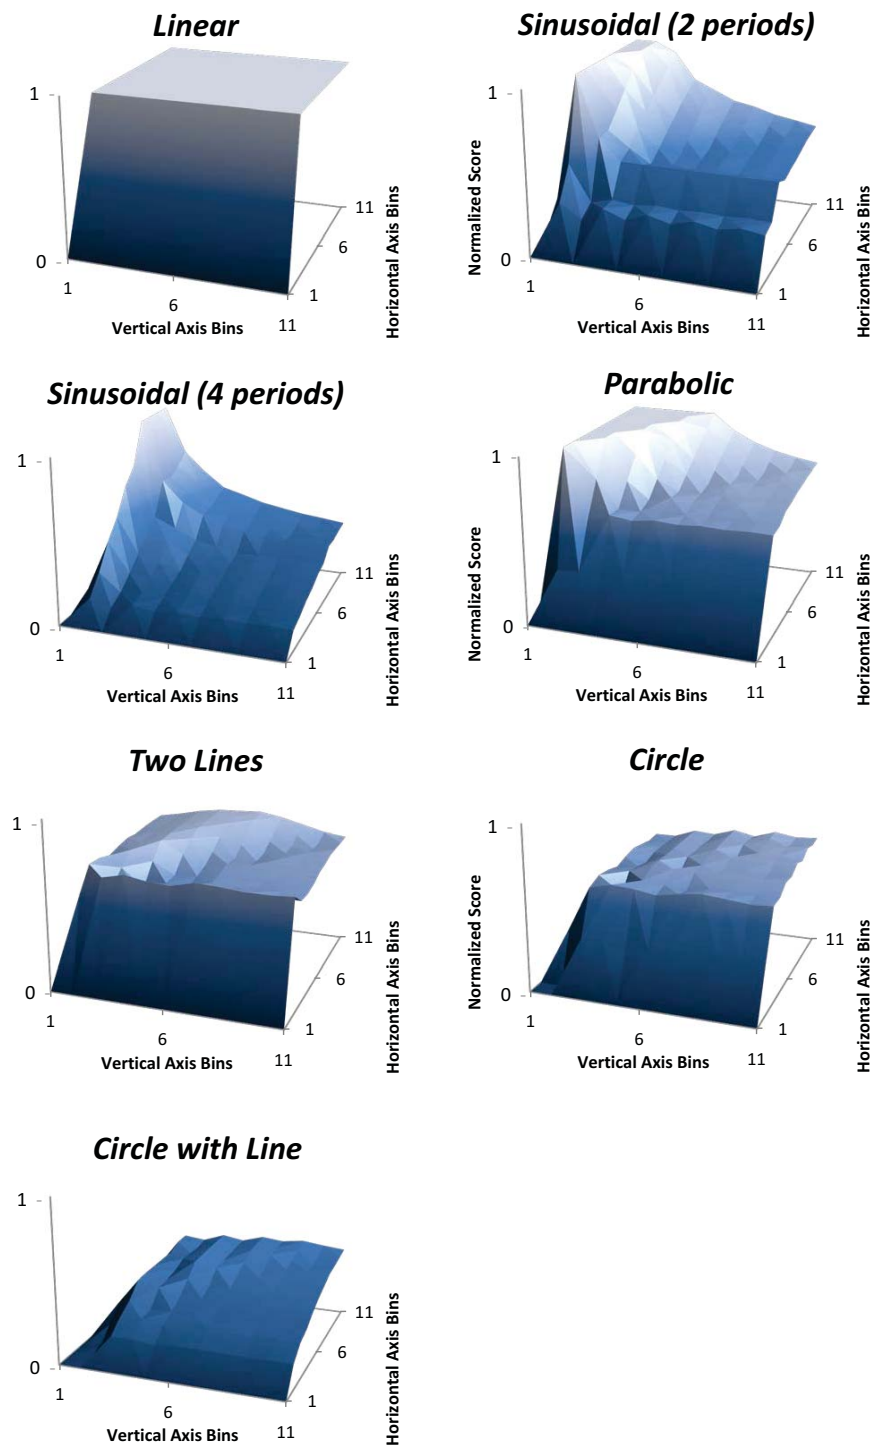 Linear
1
0
1
6
11
Vertical Axis Bins
1
6
11
Horizontal Axis Bins
Sinusoidal (2 periods)
Normalized Score
1
0
1
6
11
Vertical Axis Bins
1
6
11
Horizontal Axis Bins
Sinusoidal (4 periods)
1
0
1
6
11
Vertical Axis Bins
1
6
11
Horizontal Axis Bins
Parabolic
Normalized Score
1
0
1
6
11
Vertical Axis Bins
1
6
11
Horizontal Axis Bins
Two Lines
1
0
1
6
11
Vertical Axis Bins
1
6
11
Horizontal Axis Bins
Circle
Normalized Score
1
0
1
6
11
Vertical Axis Bins
1
6
11
Horizontal Axis Bins
Circle with Line
1
0
1
6
11
Vertical Axis Bins
1
6
11
Horizontal Axis Bins